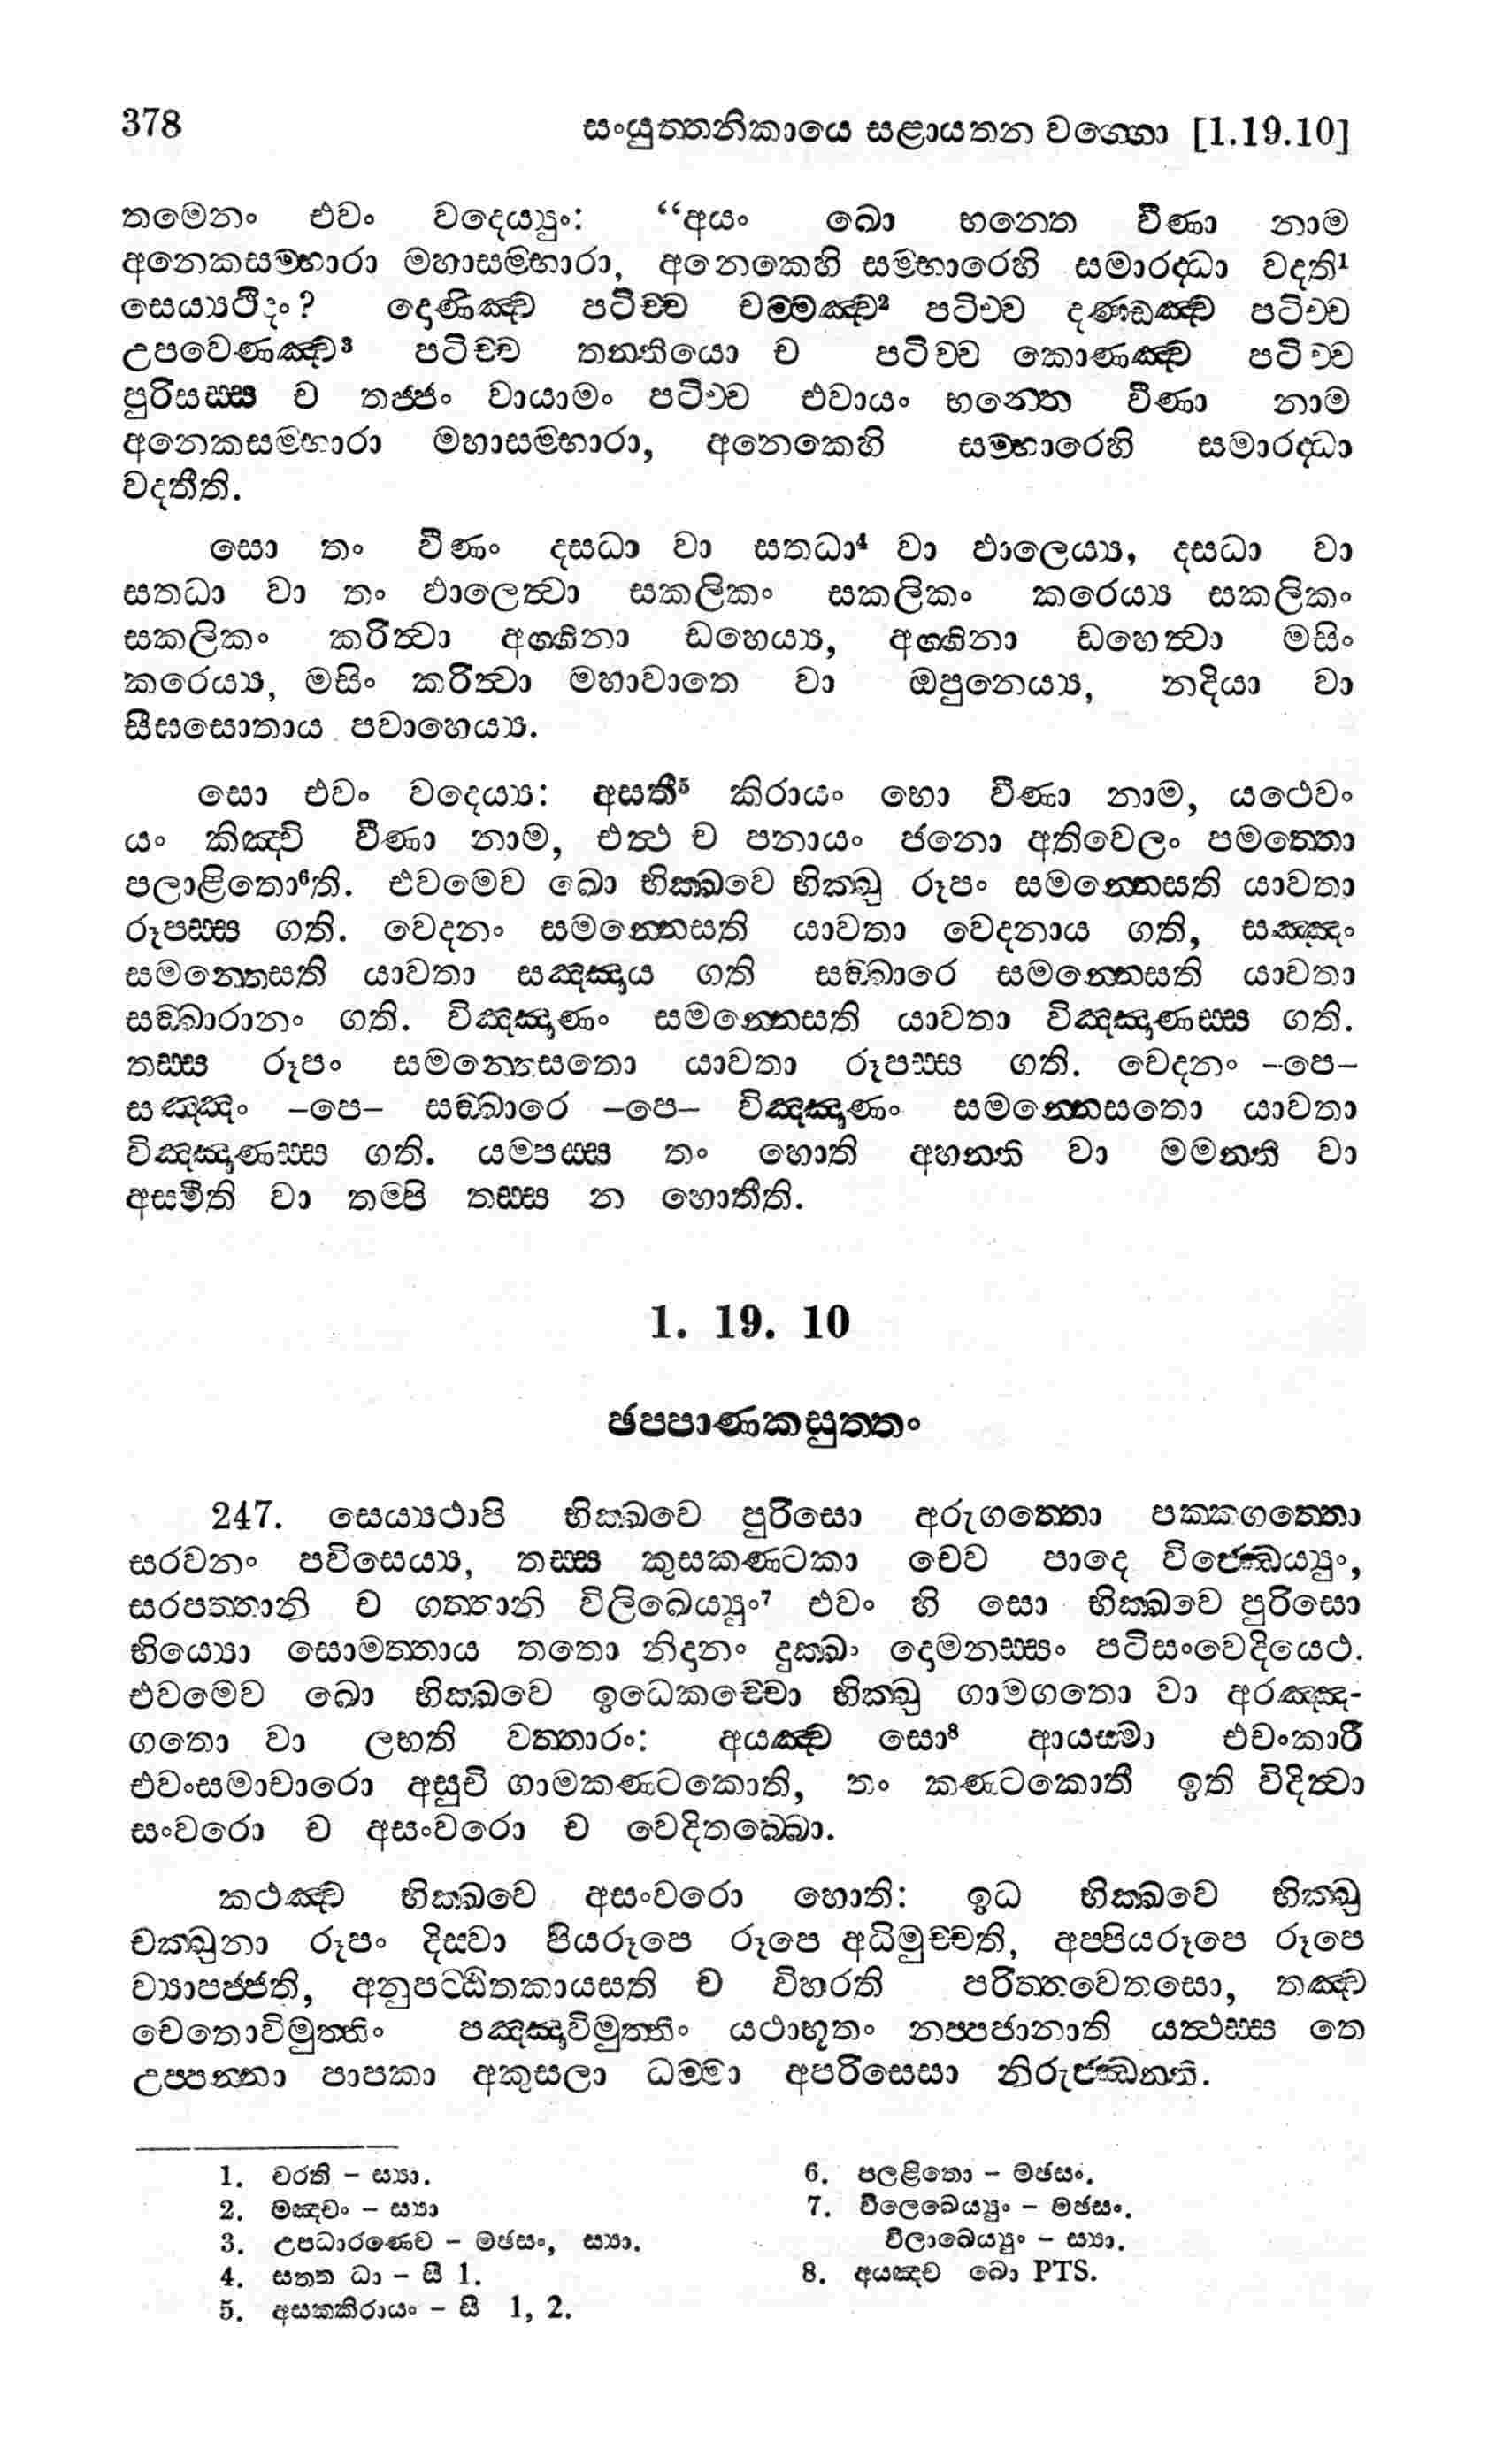 378 සංයුත්තනිකායෙ සළායතන වග්ගො [1.19.10]
තමෙනං එවං වදෙය්‍යුං: “අයං ඛො භන්තෙ වීණා නාම
අනෙකසම්භාරා මහාසම්භාරා, අනෙකෙහි සම්භාරෙහි සමාරද්ධා වදති¹
සෙය්‍යථීදං? දොණිඤ්ච පටිච්ච චම්මඤ්ච² පටිච්ච දණ්ඩඤ්ච පටිච්ච
උපවෙණඤ්ච³ පටිච්ච තන්තියො ච පටිච්ච කොණඤ්ච පටිච්ච
පුරිසස්ස ච තජ්ජං වායාමං පටිච්ච එවායං භන්තෙ වීණා නාම
අනෙකසම්භාරා මහාසම්භාරා, අනෙකෙහි සම්භාරෙහි සමාරද්ධා
වදතීති.
සො තං වීණං දසධා වා සතධා⁴ වා ඵාලෙය්‍ය, දසධා වා
සතධා වා තං ඵාලෙත්‍වා සකලිකං සකලිකං කරෙය්‍ය සකලිකං
සකලිකං කරිත්‍වා අග්ගිනා ඩහෙය්‍ය, අග්ගිනා ඩහෙත්‍වා මසිං
කරෙය්‍ය, මසිං කරිත්‍වා මහාවාතෙ වා ඔපුනෙය්‍ය, නදියා වා
සීඝසොතාය පවාහෙය්‍ය.
සො එවං වදෙය්‍ය: අසතී⁵ කිරායං හො වීණා නාම, යථෙවං
යං කිඤ්චි වීණා නාම, එත්‍ථ ච පනායං ජනො අතිවෙලං පමත්තො
පලාළිතො⁶ති. එවමෙව ඛො භික්ඛවෙ භික්ඛු රූපං සමන්නෙසති යාවතා
රූපස්ස ගති. වෙදනං සමන්නෙසති යාවතා වෙදනාය ගති, සඤ්ඤං
සමන්නෙසති යාවතා සඤ්ඤාය ගති සඞ්ඛාරෙ සමන්නෙසති යාවතා
සඞ්ඛාරානං ගති. විඤ්ඤාණං සමන්නෙසති යාවතා විඤ්ඤාණස්ස ගති.
තස්ස රූපං සමන්නෙසතො යාවතා රූපස්ස ගති. වෙදනං –පෙ–
සඤ්ඤං –පෙ– සඞ්ඛාරෙ –පෙ– විඤ්ඤාණං සමන්නෙසතො යාවතා
විඤ්ඤාණස්ස ගති. යම්පස්ස තං හොති අහන්ති වා මමන්ති වා
අස්මීති වා තම්පි තස්ස න හොතීති.
1. 19. 10
ඡප්පාණකසුත්තං
247. සෙය්‍යථාපි භික්ඛවෙ පුරිසො අරුගත්තො පක්කගත්තො
සරවනං පවිසෙය්‍ය, තස්ස කුසකණ්ටකා චෙව පාදෙ විජ්ඣෙය්‍යුං,
සරපත්තානි ච ගත්තානි විලිඛෙය්‍යුං⁷ එවං හි සො භික්ඛවෙ පුරිසො
භිය්‍යො සොමත්තාය තතො නිදානං දුක්ඛං දොමනස්සං පටිසංවෙදියෙථ.
එවමෙව ඛො භික්ඛවෙ ඉධෙකච්චො භික්ඛු ගාමගතො වා අරඤ්ඤ-
ගතො වා ලභති වත්තාරං: අයඤ්ච සො⁸ ආයස්මා එවංකාරී
එවංසමාචාරො අසුචි ගාමකණ්ටකොති, තං කණ්ටකොතී ඉති විදිත්‍වා
සංවරො ච අසංවරො ච වෙදිතබ්බො.
කථඤ්ච භික්ඛවෙ අසංවරො හොති: ඉධ භික්ඛවෙ භික්ඛු
චක්ඛුනා රූපං දිස්වා පියරූපෙ රූපෙ අධිමුච්චති, අප්පියරූපෙ රූපෙ
ව්‍යාපජ්ජති, අනුපට්ඨිතකායසති ච විහරති පරිත්තචෙතසො, තඤ්ච
චෙතොවිමුත්තිං පඤ්ඤාවිමුත්තිං යථාභූතං නප්පජානාති යත්‍ථස්ස තෙ
උප්පන්නා පාපකා අකුසලා ධම්මා අපරිසෙසා නිරුජ්ඣන්ති.
1. චරති – ස්‍යා.
2. මඤ්චං – ස්‍යා
3. උපධාරණෙච – මඡසං, ස්‍යා.
4. සතත ධා – සී 1.
5. අසක්කිරායං – සී 1, 2.
6. පලළිතො – මඡසං.
7. විලෙඛෙය්‍යුං – මඡසං.
විලාඛෙය්‍යුං – ස්‍යා.
8. අයඤ්ච ඛො PTS.